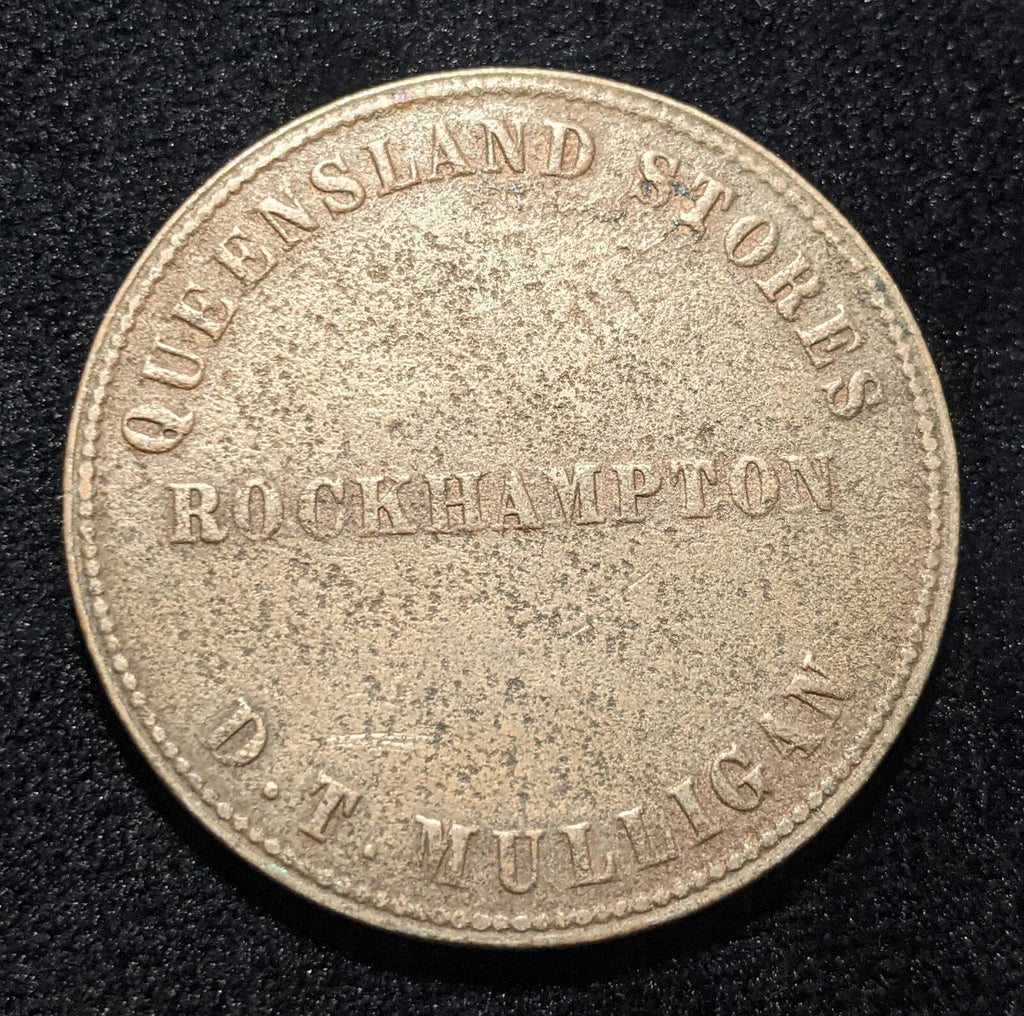 QUEENSLAND STORES
ROCKHAMPTON
D. T. MULLIGAN